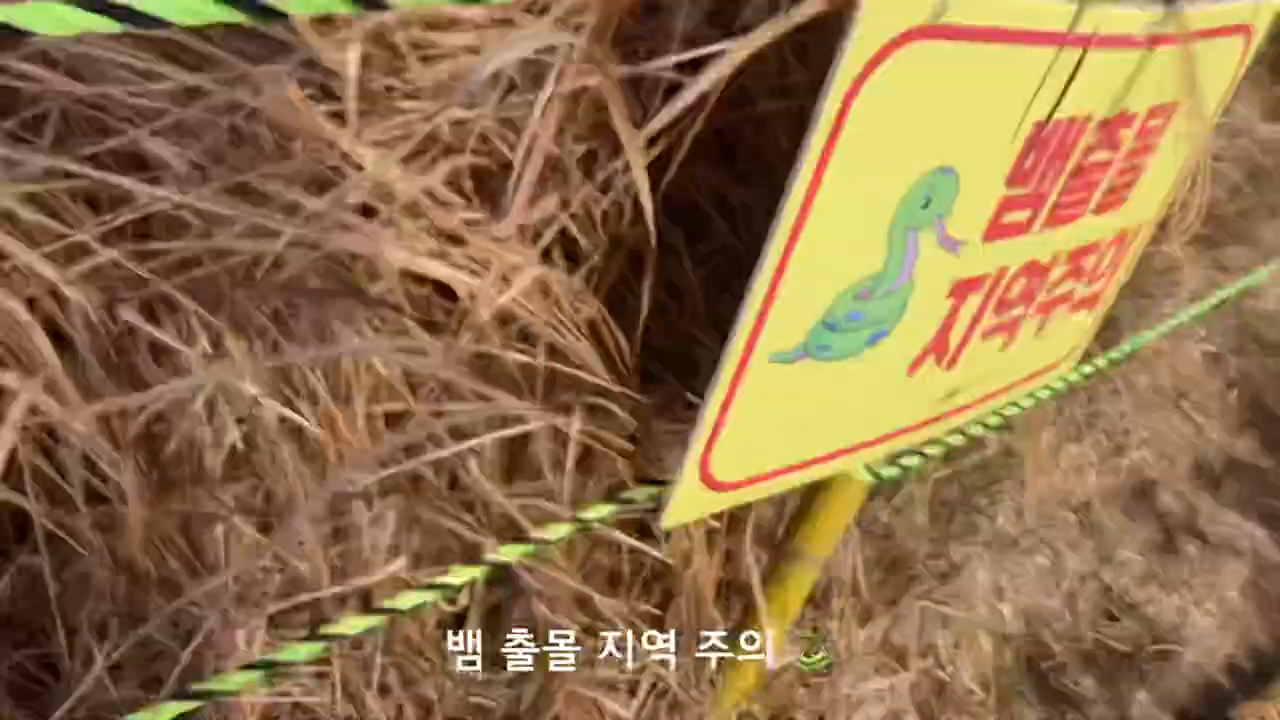 뱀출몰
지역주의
뱀 출몰 지역 주의 🐍